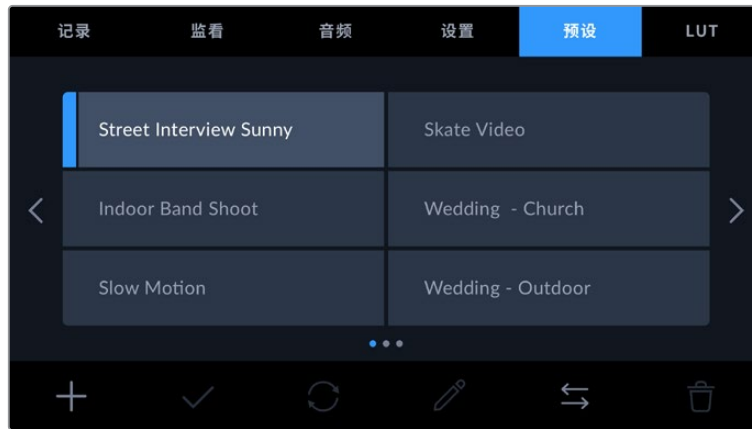 记录 监看 音频 设置 预设 LUT
Street Interview Sunny Skate Video
Indoor Band Shoot Wedding - Church
Slow Motion Wedding - Outdoor